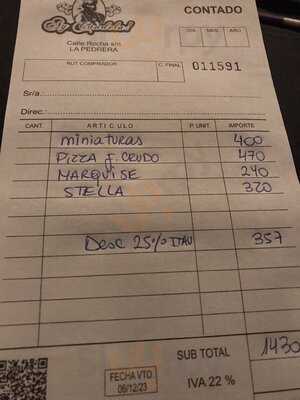 CONTADO
DIA MES AÑO
Calle Rocha s/n
LA PEDRERA
RUT COMPRADOR C. FINAL 011591
Sr/a:
Direc:
CANT. ARTICULO P. UNIT. IMPORTE
miniaturas 400
PIZZA J. CRUDO 470
MARQUISE 240
STELLA 320
Desc 25% ITAU 357
SUB TOTAL 1430
FECHA VTO
06/12/23
IVA 22 %